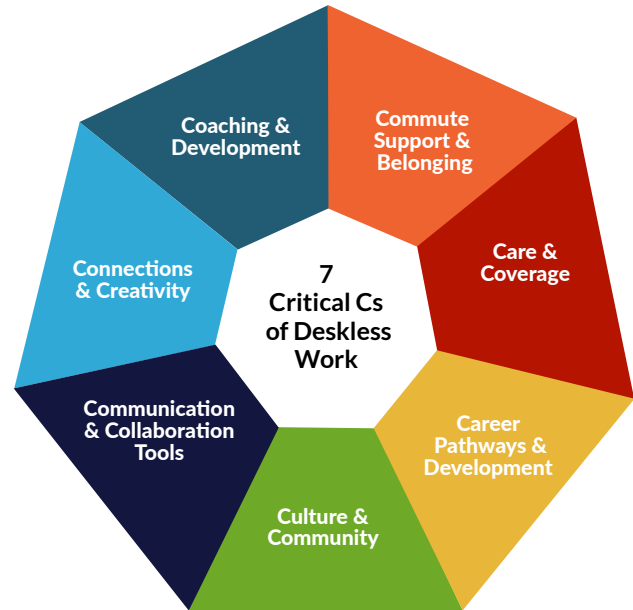 Coaching &
Development
Commute
Support &
Belonging
Care &
Coverage
Career
Pathways &
Development
Culture &
Community
Communication
& Collaboration
Tools
Connections
& Creativity
7
Critical Cs
of Deskless
Work